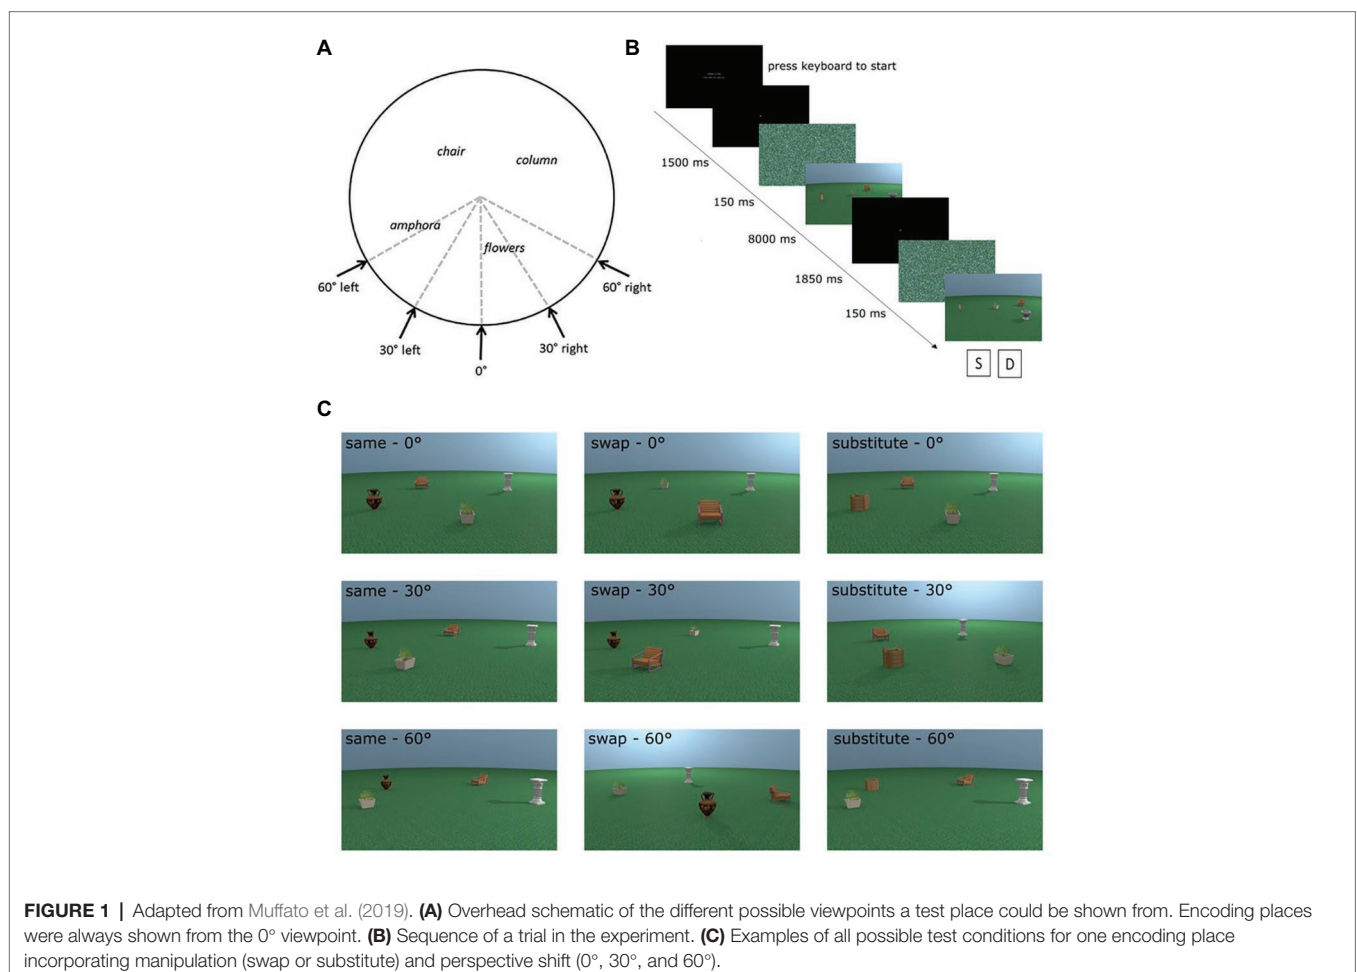 A
chair
column
amphora
flowers
60° left
60° right
30° left
30° right
0°
B
press keyboard to start
1500 ms
150 ms
8000 ms
1850 ms
150 ms
S D
C
same - 0°
swap - 0°
substitute - 0°
same - 30°
swap - 30°
substitute - 30°
same - 60°
swap - 60°
substitute - 60°
FIGURE 1 | Adapted from Muffato et al. (2019). (A) Overhead schematic of the different possible viewpoints a test place could be shown from. Encoding places
were always shown from the 0° viewpoint. (B) Sequence of a trial in the experiment. (C) Examples of all possible test conditions for one encoding place
incorporating manipulation (swap or substitute) and perspective shift (0°, 30°, and 60°).